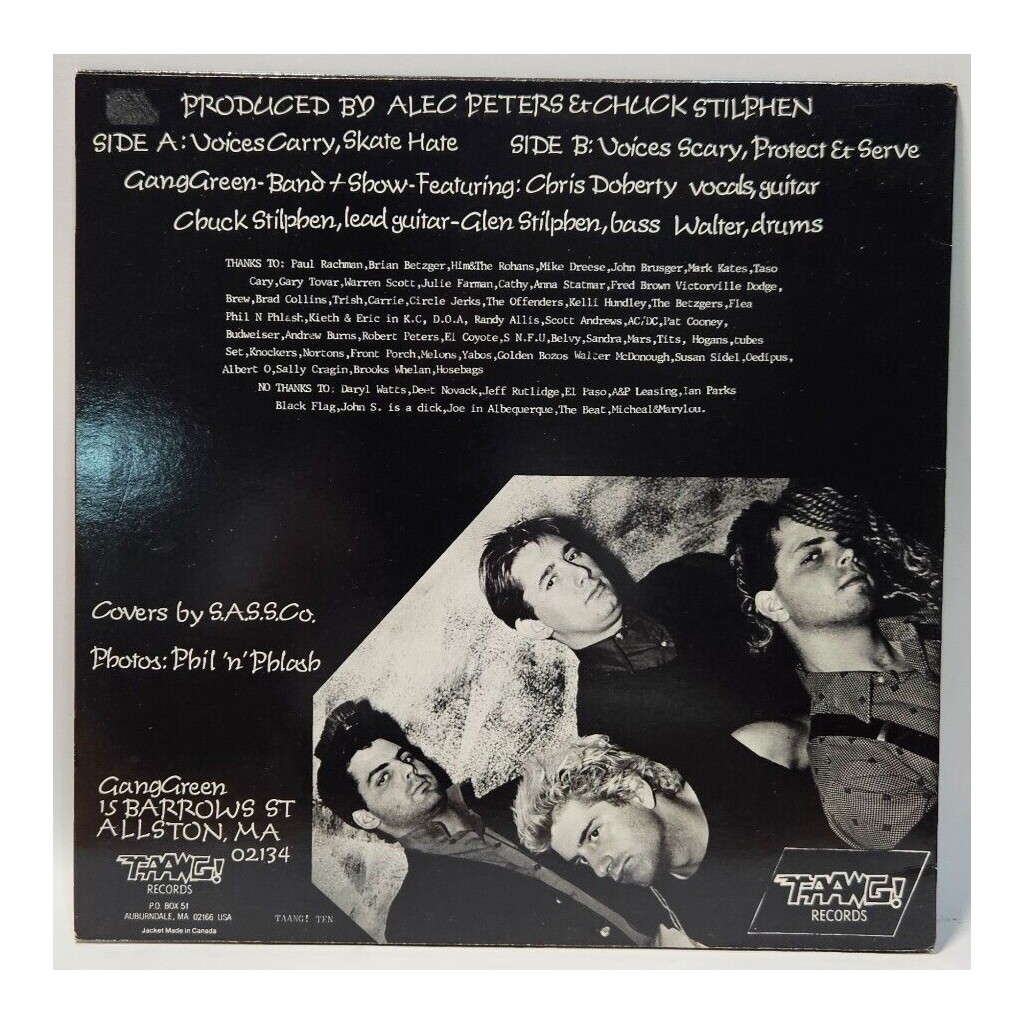 PRODUCED BY ALEC PETERS & CHUCK STILPHEN
SIDE A: Voices Carry, Skate Hate
SIDE B: Voices Scary, Protect & Serve
GangGreen-Band + Show-Featuring: Chris Doherty vocals, guitar
Chuck Stilphen, lead guitar-Glen Stilphen, bass Walter, drums
THANKS TO: Paul Rachman,Brian Betzger,Him&The Rohans,Mike Dreese,John Brusger,Mark Kates,Taso
Cary,Gary Tovar,Warren Scott,Julie Farman,Cathy,Anna Statmar,Fred Brown Victorville Dodge,
Brew,Brad Collins,Trish,Carrie,Circle Jerks,The Offenders,Kelli Hundley,The Betzgers,Flea
Phil N Phlash,Kieth & Eric in K.C, D.O.A, Randy Allis,Scott Andrews,AC/DC,Pat Cooney,
Budweiser,Andrew Burns,Robert Peters,El Coyote,S N.F.U,Belvy,Sandra,Mars,Tits, Hogans,tubes
Set,Knockers,Nortons,Front Porch,Melons,Yabos,Golden Bozos Walter McDonough,Susan Sidel,Oedipus,
Albert O,Sally Cragin,Brooks Whelan,Hosebags
NO THANKS TO: Daryl Watts,Deet Novack,Jeff Rutlidge,El Paso,A&P Leasing,Ian Parks
Black Flag,John S. is a dick,Joe in Albequerque,The Beat,Micheal&Marylou.
Covers by S.A.S.S.Co.
Photos: Phil 'n' Phlash
GangGreen
15 BARROWS ST
ALLSTON, MA
02134
TAANG!
RECORDS
P.O. BOX 51
AUBURNDALE, MA 02166 USA
Jacket Made in Canada
TAANG! TEN
TAANG!
RECORDS